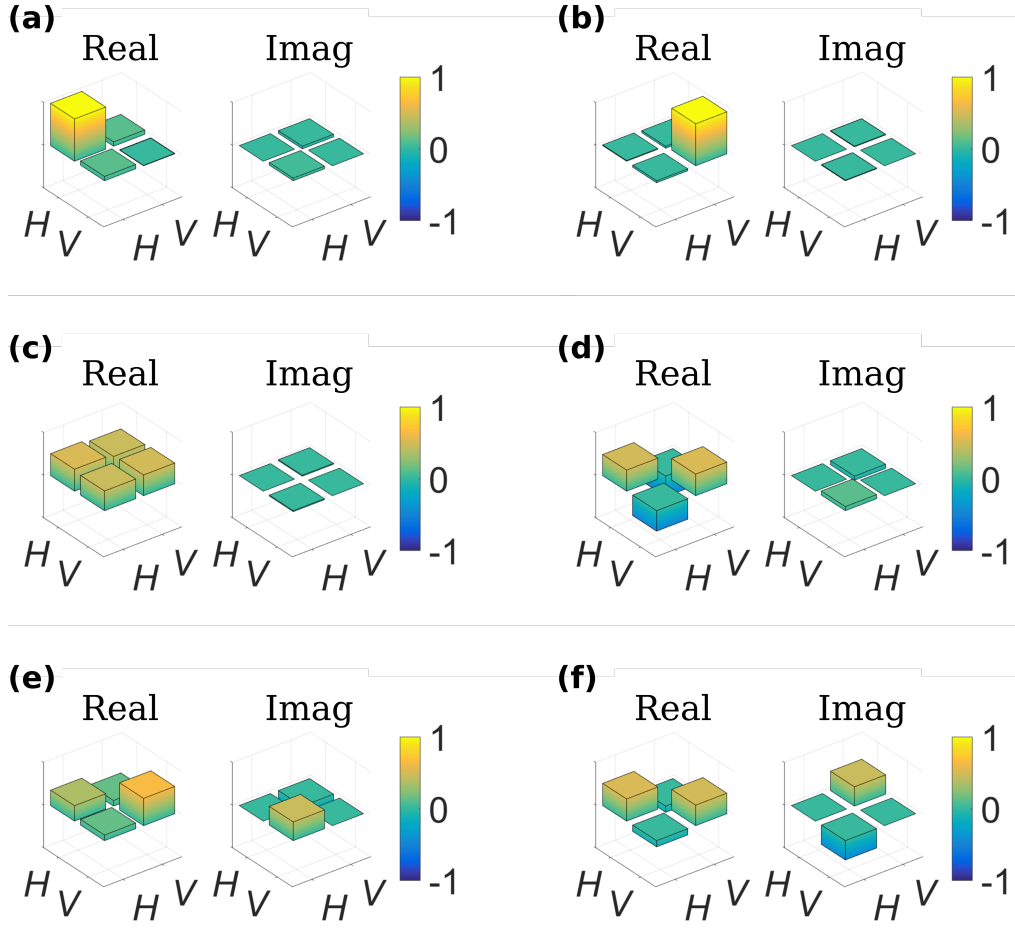 (a) (b)
Real Imag Real Imag
1 1
0 0
-1 -1
H V H V H V H V H V H V H V H V
(c) (d)
Real Imag Real Imag
1 1
0 0
-1 -1
H V H V H V H V H V H V H V H V
(e) (f)
Real Imag Real Imag
1 1
0 0
-1 -1
H V H V H V H V H V H V H V H V